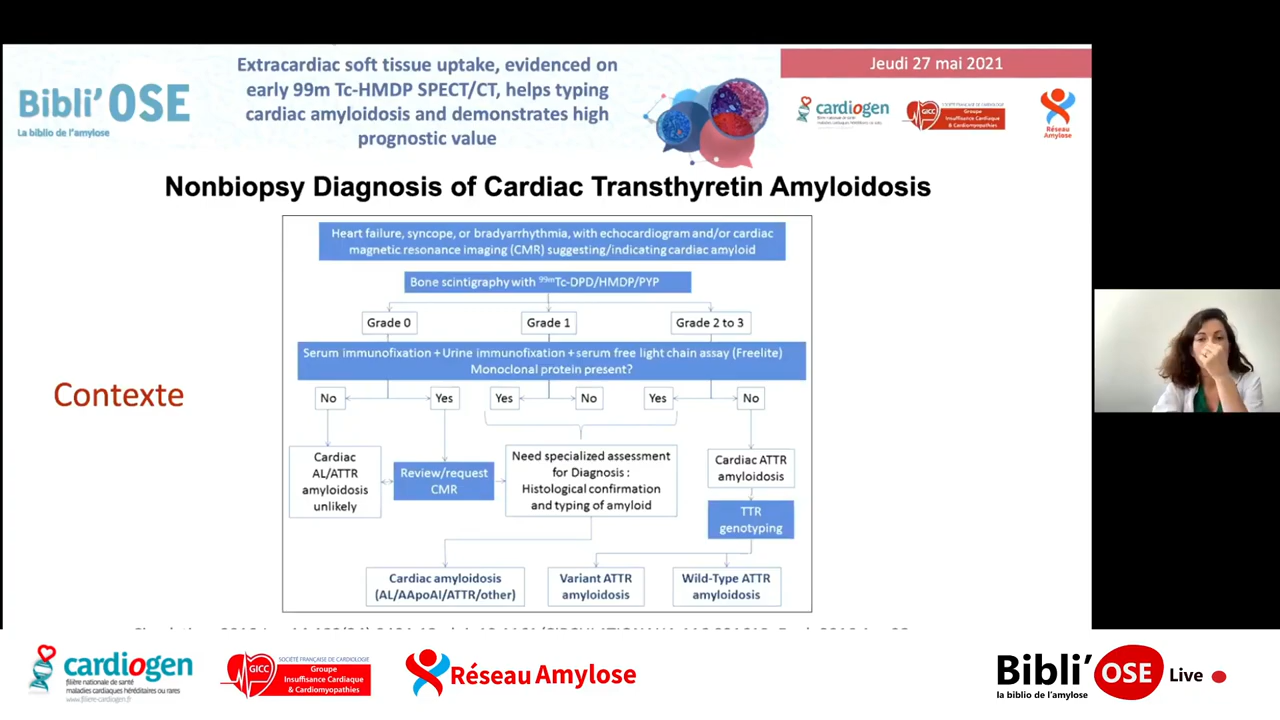 Bibli'OSE
La biblio de l'amylose
Extracardiac soft tissue uptake, evidenced on
early 99m Tc-HMDP SPECT/CT, helps typing
cardiac amyloidosis and demonstrates high
prognostic value
Jeudi 27 mai 2021
cardiogen
GICC
Groupe
Insuffisance Cardiaque
& Cardiomyopathies
Réseau
Amylose
Nonbiopsy Diagnosis of Cardiac Transthyretin Amyloidosis
Heart failure, syncope, or bradyarrhythmia, with echocardiogram and/or cardiac
magnetic resonance imaging (CMR) suggesting/indicating cardiac amyloid
Bone scintigraphy with 99mTc-DPD/HMDP/PYP
Grade 0
Grade 1
Grade 2 to 3
Serum immunofixation + Urine immunofixation + serum free light chain assay (Freelite)
Monoclonal protein present?
No
Yes
Yes
No
Yes
No
Contexte
Cardiac
AL/ATTR
amyloidosis
unlikely
Review/request
CMR
Need specialized assessment
for Diagnosis :
Histological confirmation
and typing of amyloid
Cardiac ATTR
amyloidosis
TTR
genotyping
Cardiac amyloidosis
(AL/AApoAI/ATTR/other)
Variant ATTR
amyloidosis
Wild-Type ATTR
amyloidosis
cardiogen
filière nationale de santé
maladies cardiaques héréditaires ou rares
www.filiere-cardiogen.fr
GICC
SOCIÉTÉ FRANÇAISE DE CARDIOLOGIE
Groupe
Insuffisance Cardiaque
& Cardiomyopathies
Réseau Amylose
Bibli'OSE Live
la biblio de l'amylose